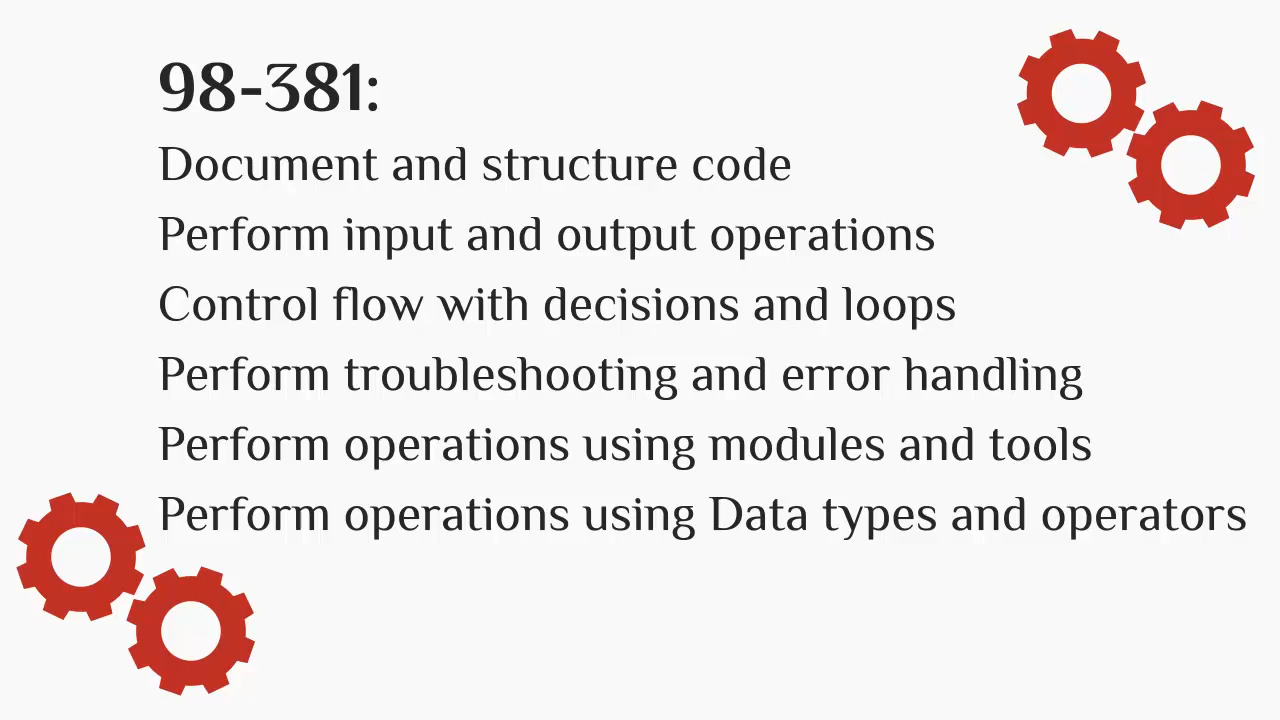 98-381:
Document and structure code
Perform input and output operations
Control flow with decisions and loops
Perform troubleshooting and error handling
Perform operations using modules and tools
Perform operations using Data types and operators